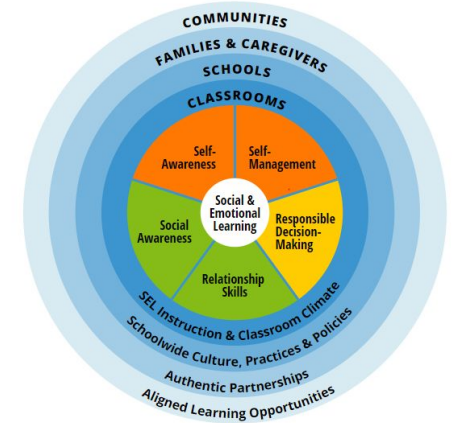 COMMUNITIES
FAMILIES & CAREGIVERS
SCHOOLS
CLASSROOMS
Self-
Awareness
Self-
Management
Social &
Emotional
Learning
Social
Awareness
Responsible
Decision-
Making
Relationship
Skills
SEL Instruction & Classroom Climate
Schoolwide Culture, Practices & Policies
Authentic Partnerships
Aligned Learning Opportunities